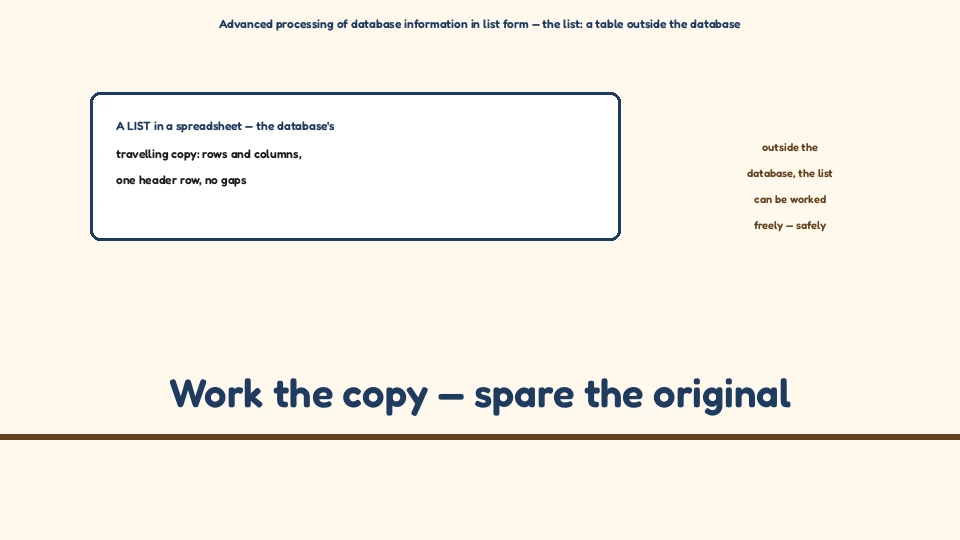 Advanced processing of database information in list form — the list: a table outside the database
A LIST in a spreadsheet — the database's
travelling copy: rows and columns,
one header row, no gaps
outside the
database, the list
can be worked
freely — safely
Work the copy — spare the original